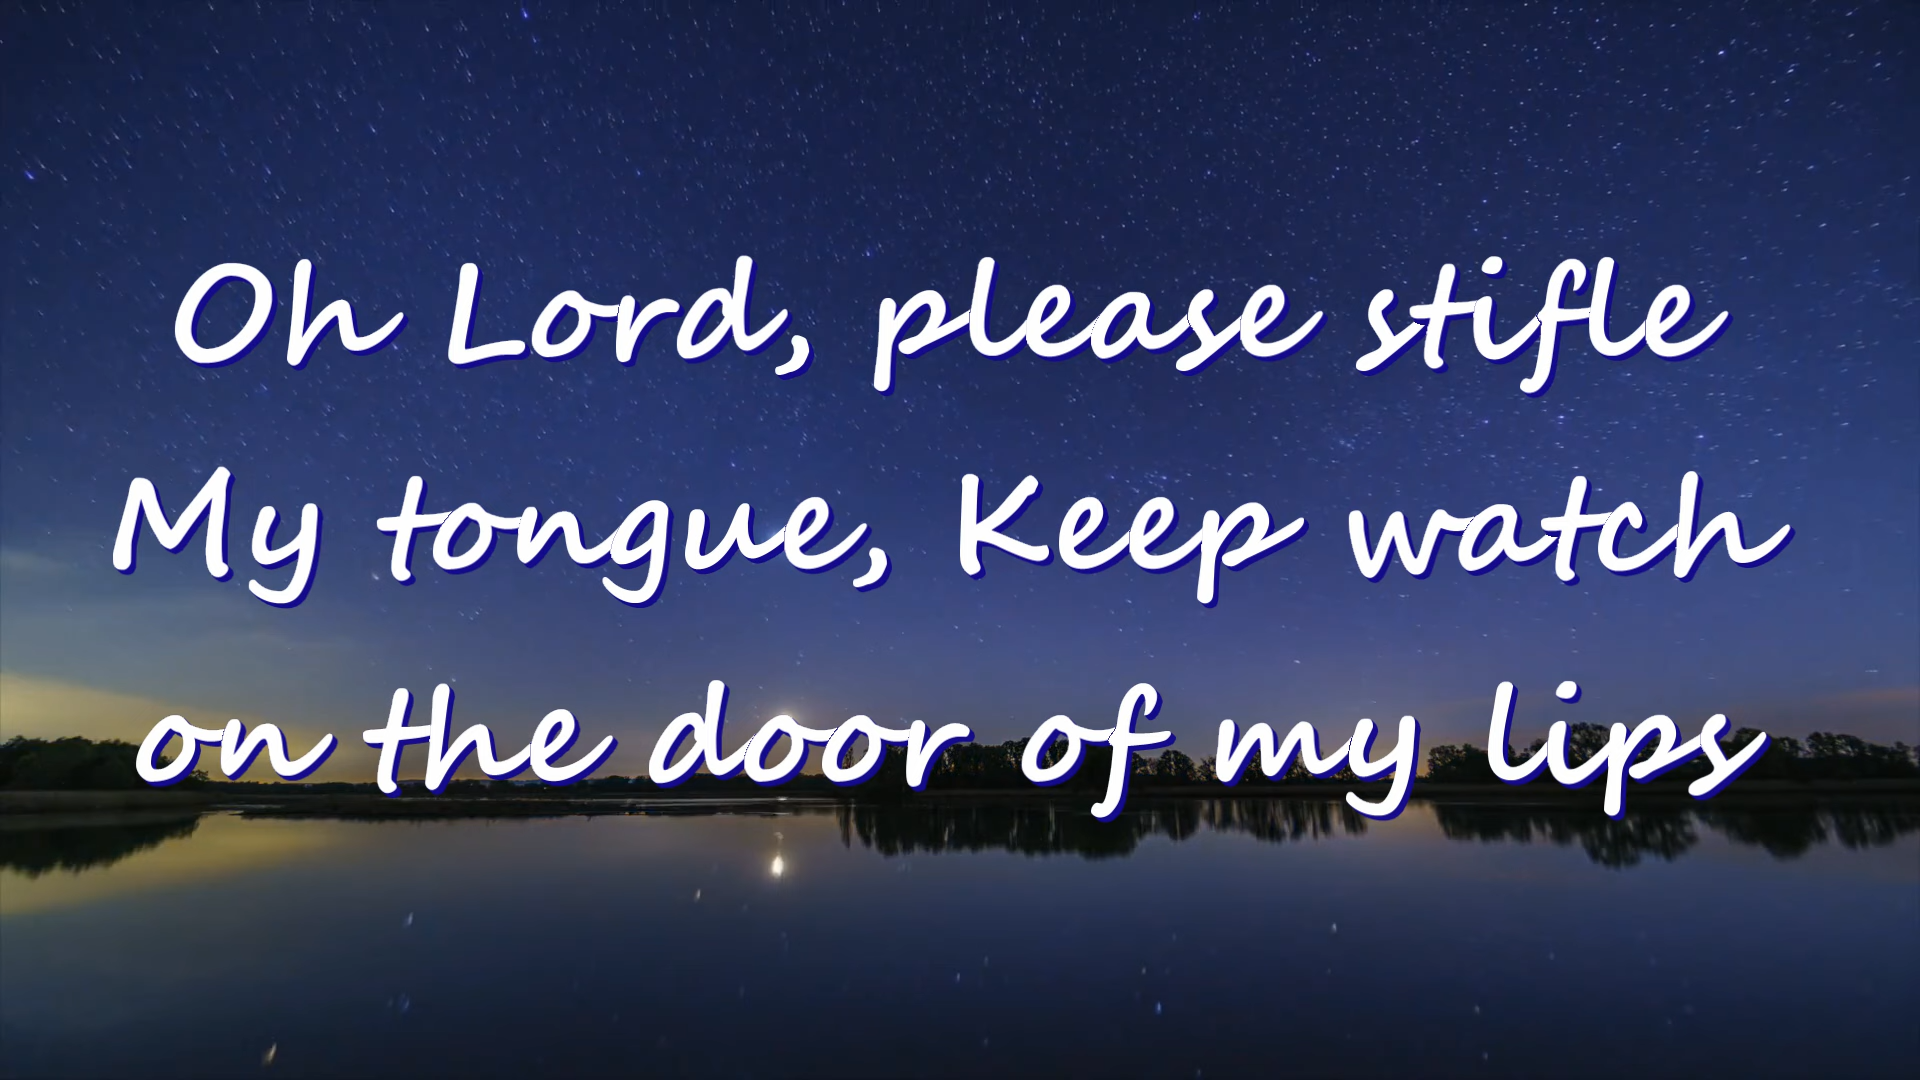 Oh Lord, please stifle
My tongue, Keep watch
on the door of my lips